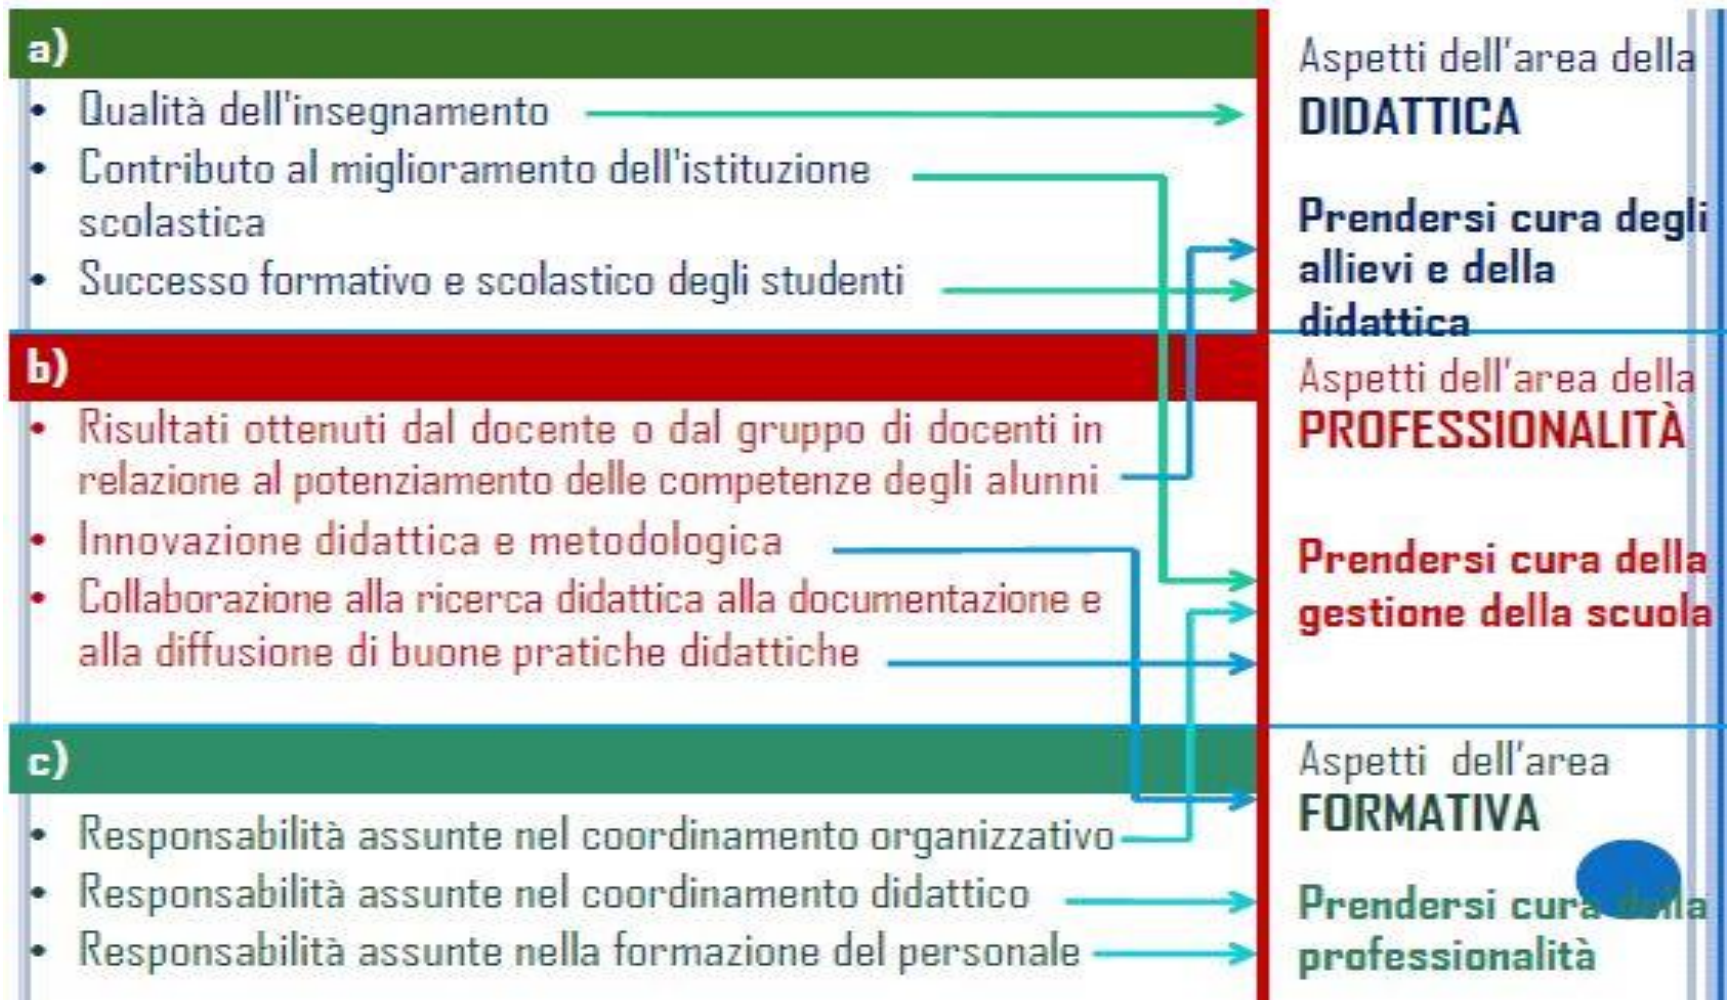 a)
Qualità dell'insegnamento
Contributo al miglioramento dell'istituzione
scolastica
Successo formativo e scolastico degli studenti
Aspetti dell'area della
DIDATTICA
Prendersi cura degli
allievi e della
didattica
b)
Risultati ottenuti dal docente o dal gruppo di docenti in
relazione al potenziamento delle competenze degli alunni
Innovazione didattica e metodologica
Collaborazione alla ricerca didattica alla documentazione e
alla diffusione di buone pratiche didattiche
Aspetti dell'area della
PROFESSIONALITÀ
Prendersi cura della
gestione della scuola
c)
Responsabilità assunte nel coordinamento organizzativo
Responsabilità assunte nel coordinamento didattico
Responsabilità assunte nella formazione del personale
Aspetti dell'area
FORMATIVA
Prendersi cura della
professionalità